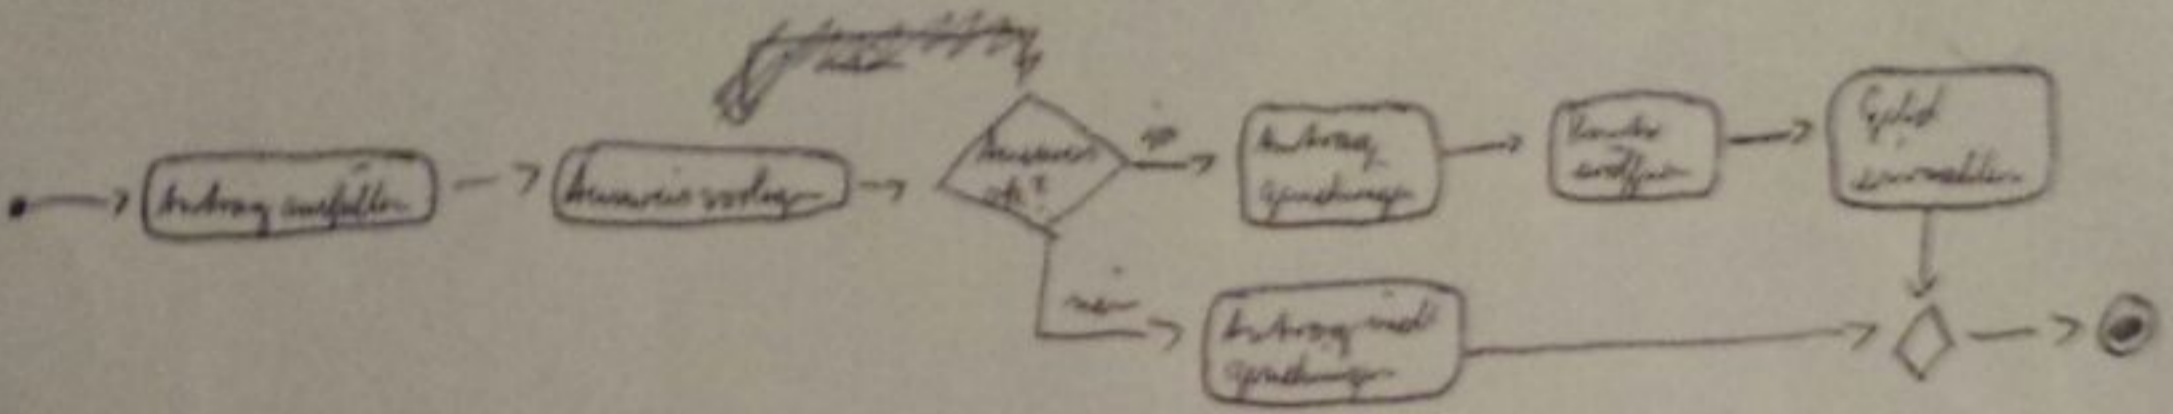 Antrag ausfüllen
Ausweis vorlegen
Ausweis
ok?
ja
Antrag
genehmigen
Konto
eröffnen
Geld
einzahlen
nein
Antrag nicht
genehmigen